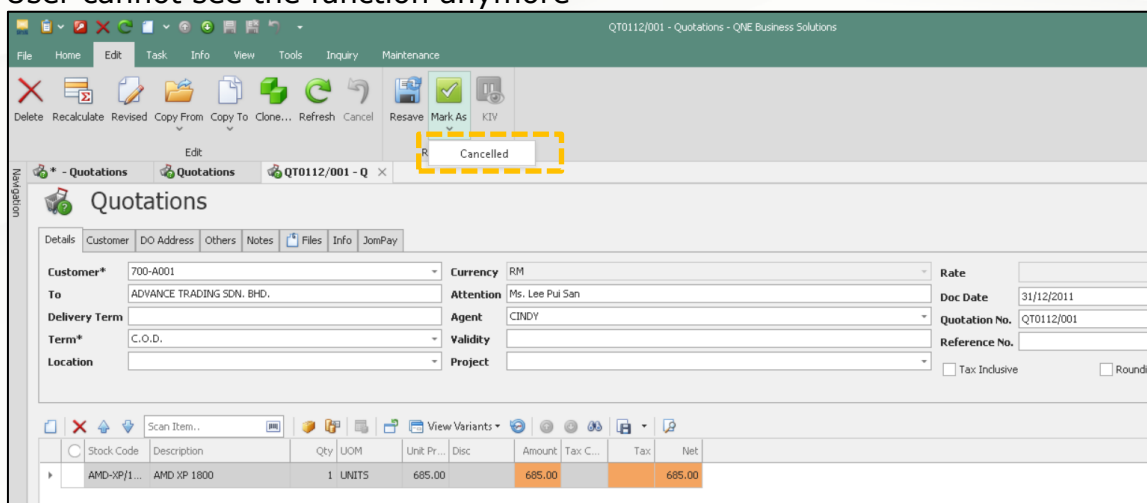 User cannot see the function anymore
QT0112/001 - Quotations - QNE Business Solutions
File Home Edit Task Info View Tools Inquiry Maintenance
Delete Recalculate Revised Copy From Copy To Clone... Refresh Cancel Resave Mark As KIV
Edit R
Cancelled
Navigation
* - Quotations Quotations QT0112/001 - Q
Quotations
Details Customer DO Address Others Notes Files Info JomPay
Customer* 700-A001 Currency RM Rate
To ADVANCE TRADING SDN. BHD. Attention Ms. Lee Pui San Doc Date 31/12/2011
Delivery Term Agent CINDY Quotation No. QT0112/001
Term* C.O.D. Validity Reference No.
Location Project Tax Inclusive Roundi
Scan Item.. View Variants
Stock Code Description Qty UOM Unit Pr... Disc Amount Tax C... Tax Net
AMD-XP/1... AMD XP 1800 1 UNITS 685.00 685.00 685.00